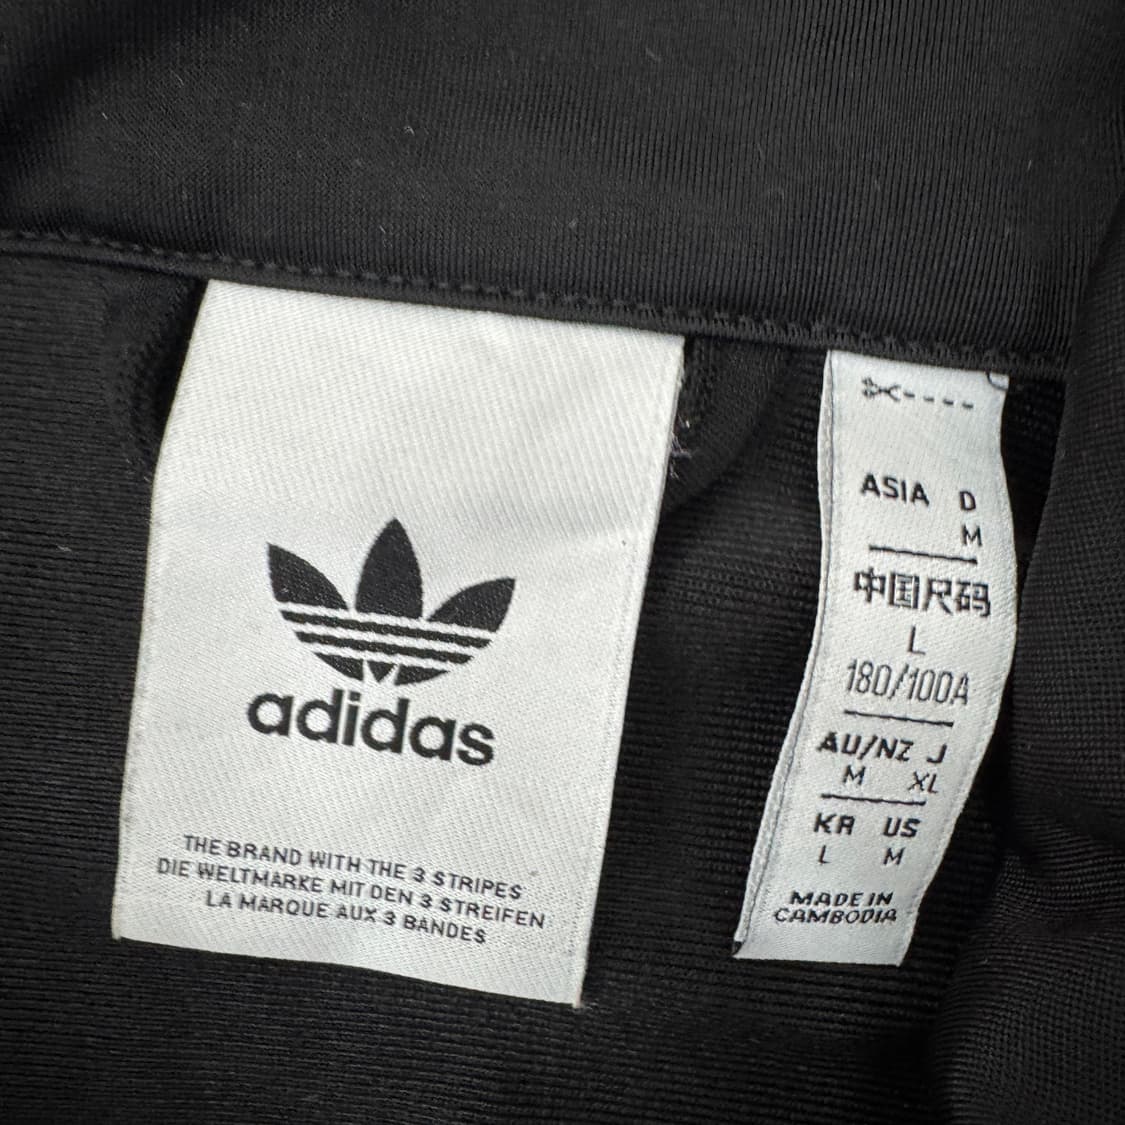 adidas
THE BRAND WITH THE 3 STRIPES
DIE WELTMARKE MIT DEN 3 STREIFEN
LA MARQUE AUX 3 BANDES
ASIA D
M
中国尺码
L
180/100A
AU/NZ J
M XL
KR US
L M
MADE IN
CAMBODIA